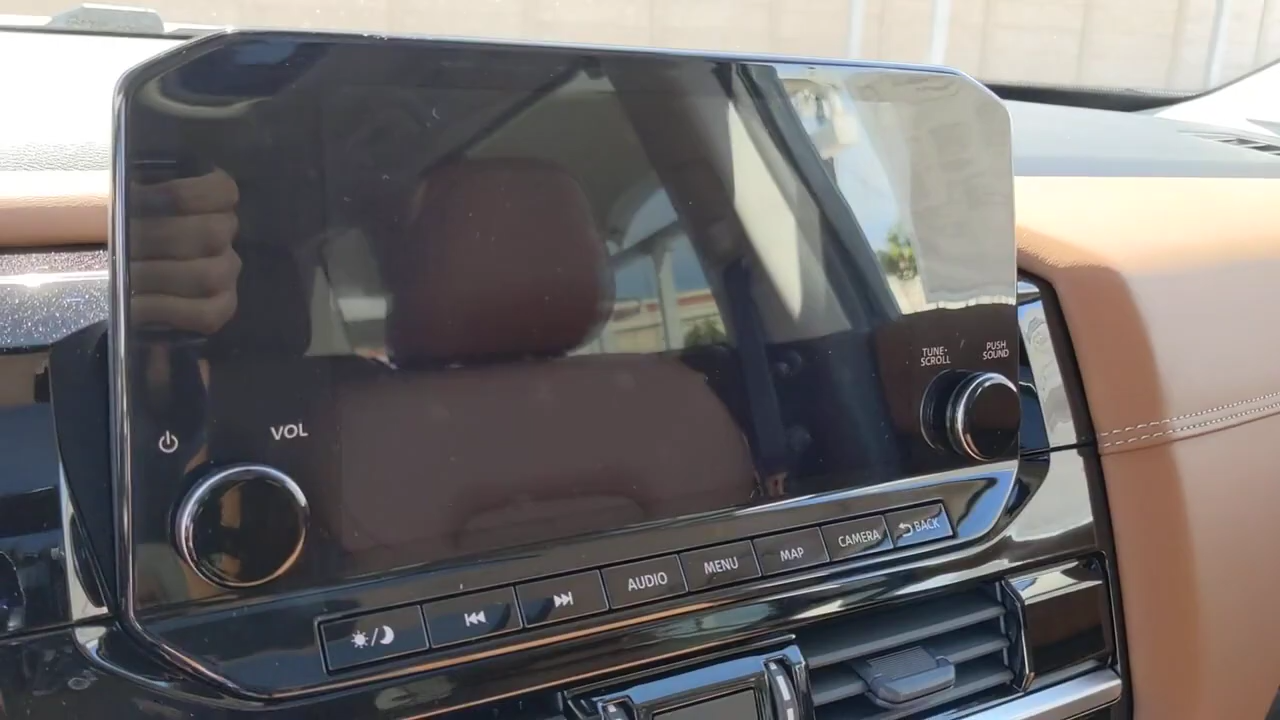 TUNE·
SCROLL
PUSH
SOUND
VOL
AUDIO
MENU
MAP
CAMERA
BACK